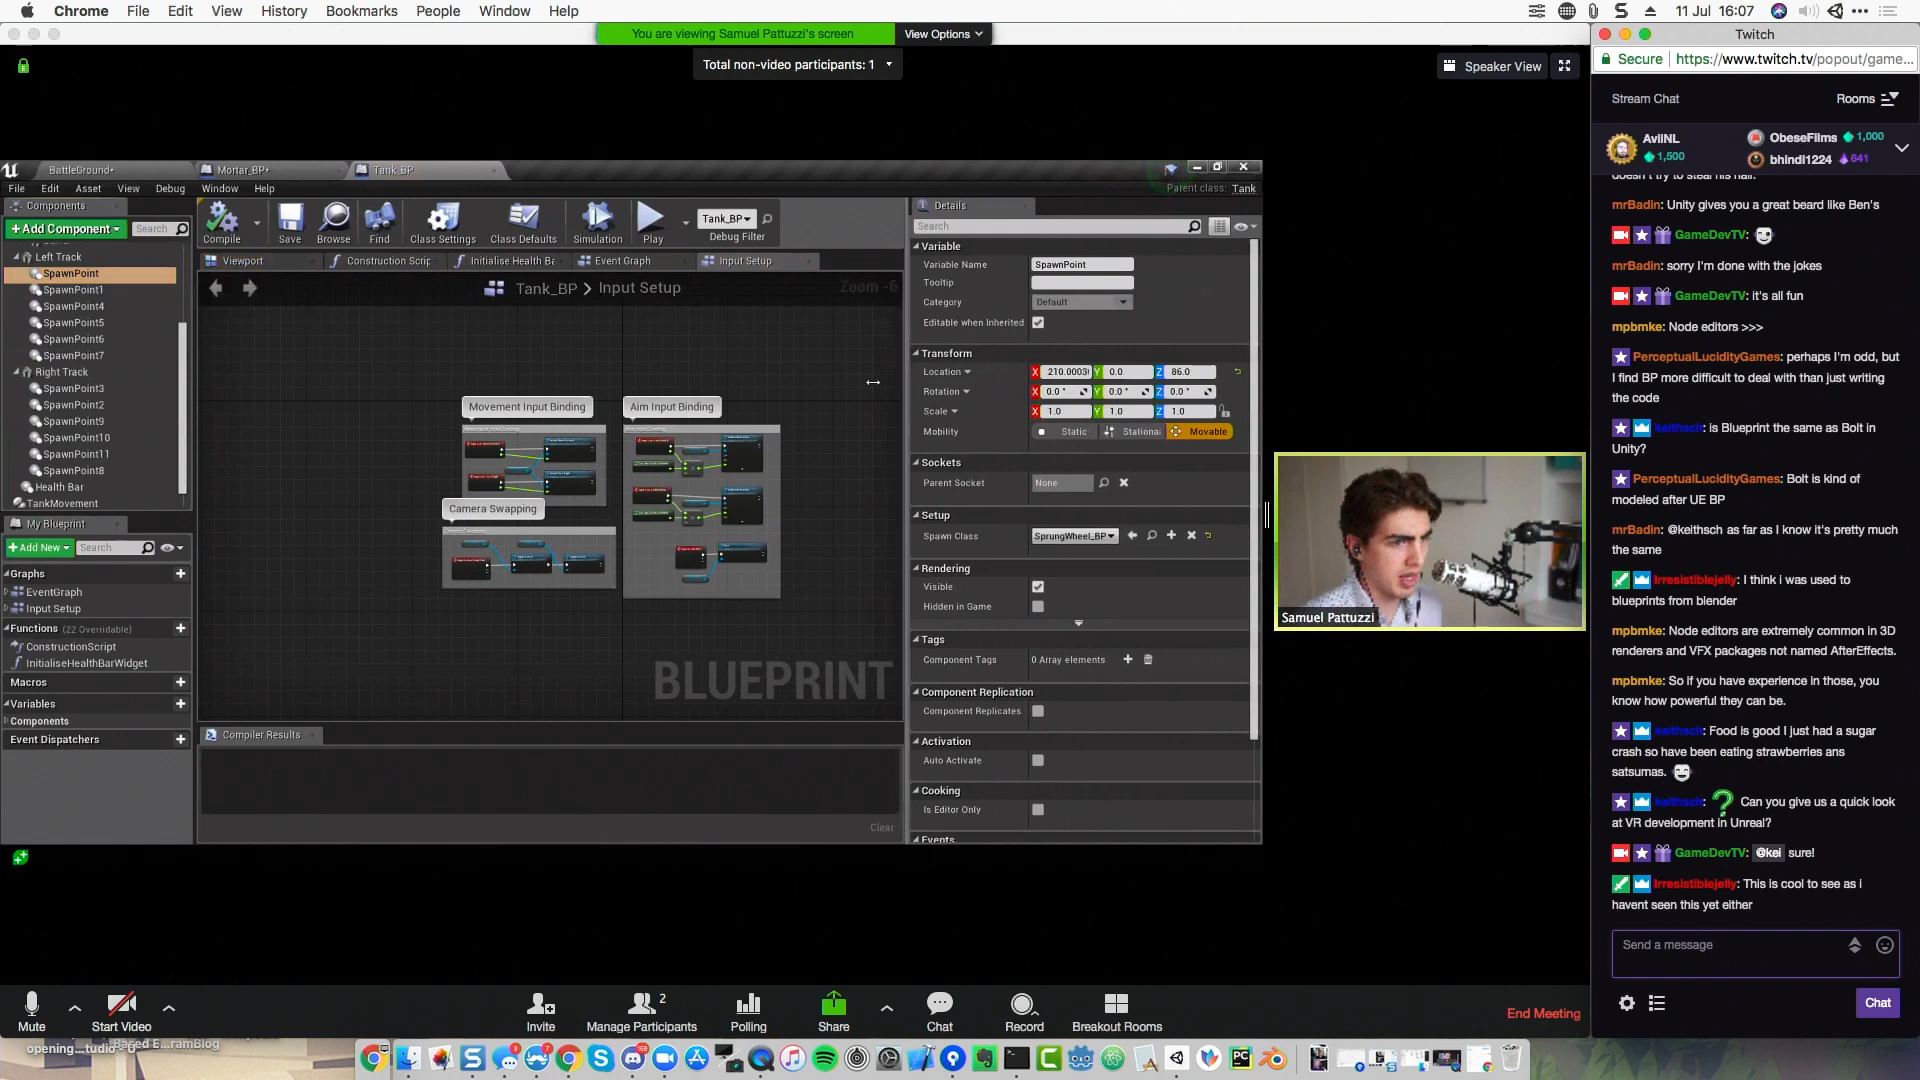 Chrome File Edit View History Bookmarks People Window Help
11 Jul 16:07
You are viewing Samuel Pattuzzi's screen
View Options
Total non-video participants: 1
Speaker View
BattleGround*
Mortar_BP*
Tank_BP
File Edit Asset View Debug Window Help
Parent class: Tank
Components
+Add Component
Search
Left Track
SpawnPoint
SpawnPoint1
SpawnPoint4
SpawnPoint5
SpawnPoint6
SpawnPoint7
Right Track
SpawnPoint3
SpawnPoint2
SpawnPoint9
SpawnPoint10
SpawnPoint11
SpawnPoint8
Health Bar
TankMovement
My Blueprint
+Add New
Search
Graphs
EventGraph
Input Setup
Functions (22 Overridable)
ConstructionScript
InitialiseHealthBarWidget
Macros
Variables
Components
Event Dispatchers
Compile
Save
Browse
Find
Class Settings
Class Defaults
Simulation
Play
Tank_BP
Debug Filter
Viewport
Construction Scrip
Initialise Health Ba
Event Graph
Input Setup
Tank_BP > Input Setup
Zoom -6
Movement Input Binding
Aim Input Binding
Camera Swapping
BLUEPRINT
Compiler Results
Clear
Details
Search
Variable
Variable Name SpawnPoint
Tooltip
Category Default
Editable when Inherited
Transform
Location X 210.0003 Y 0.0 Z 86.0
Rotation X 0.0 ° Y 0.0 ° Z 0.0 °
Scale X 1.0 Y 1.0 Z 1.0
Mobility Static Stationa Movable
Sockets
Parent Socket None
Setup
Spawn Class SprungWheel_BP
Rendering
Visible
Hidden in Game
Tags
Component Tags 0 Array elements
Component Replication
Component Replicates
Activation
Auto Activate
Cooking
Is Editor Only
Events
Samuel Pattuzzi
Mute
Start Video
Invite
Manage Participants
2
Polling
Share
Chat
Record
Breakout Rooms
End Meeting
opening...tudio - 0
Based E...ramBlog
Twitch
Secure https://www.twitch.tv/popout/game...
Stream Chat
Rooms
AvliNL
1,500
ObeseFilms 1,000
bhindi1224 641
doesn't try to steal his hair.
mrBadin: Unity gives you a great beard like Ben's
GameDevTV:
mrBadin: sorry I'm done with the jokes
GameDevTV: it's all fun
mpbmke: Node editors >>>
PerceptualLucidityGames: perhaps I'm odd, but
I find BP more difficult to deal with than just writing
the code
keithsch: is Blueprint the same as Bolt in
Unity?
PerceptualLucidityGames: Bolt is kind of
modeled after UE BP
mrBadin: @keithsch as far as I know it's pretty much
the same
Irresistiblejelly: I think i was used to
blueprints from blender
mpbmke: Node editors are extremely common in 3D
renderers and VFX packages not named AfterEffects.
mpbmke: So if you have experience in those, you
know how powerful they can be.
keithsch: Food is good I just had a sugar
crash so have been eating strawberries ans
satsumas.
keithsch: Can you give us a quick look
at VR development in Unreal?
GameDevTV: @kei sure!
Irresistiblejelly: This is cool to see as i
havent seen this yet either
Send a message
Chat